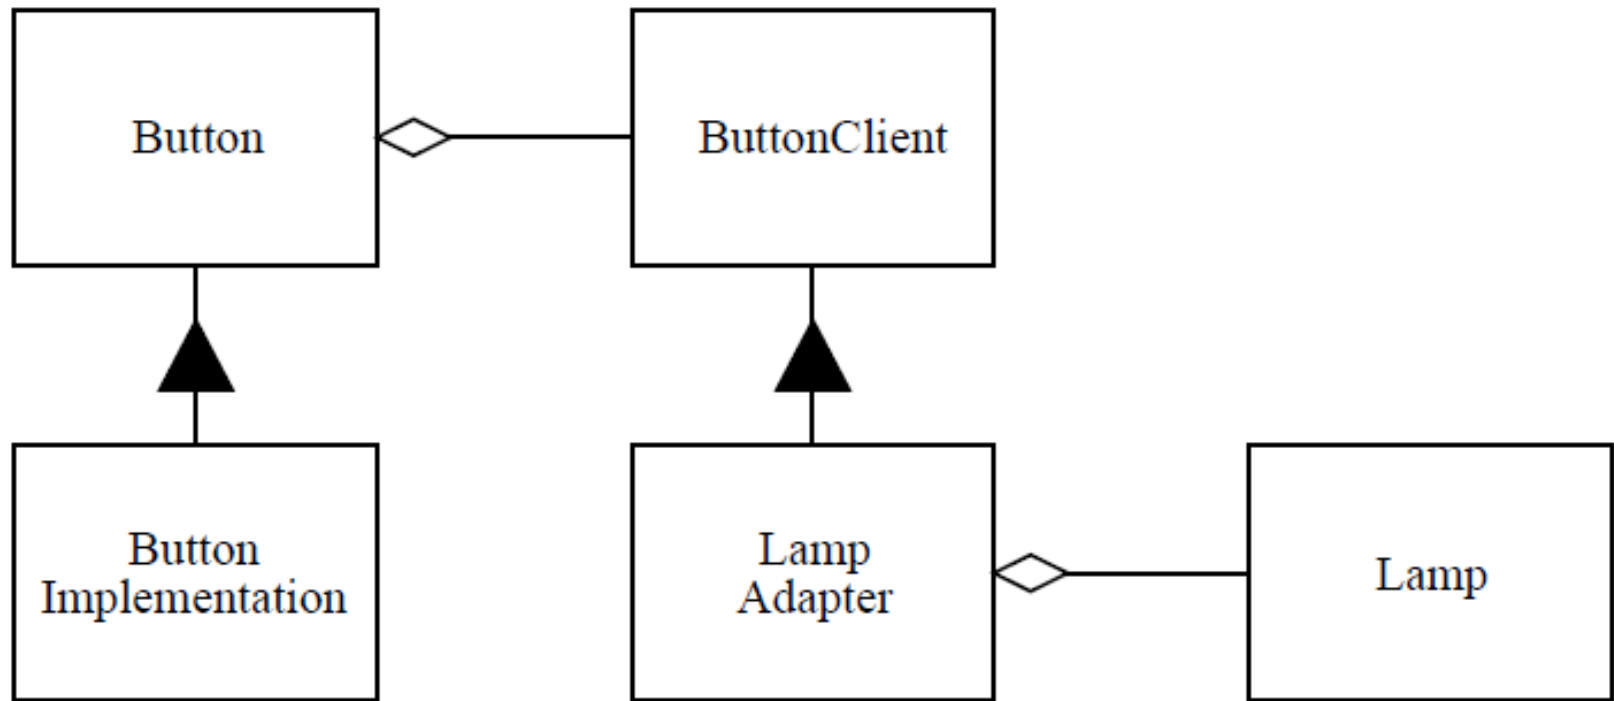 Button
ButtonClient
Button
Implementation
Lamp
Adapter
Lamp